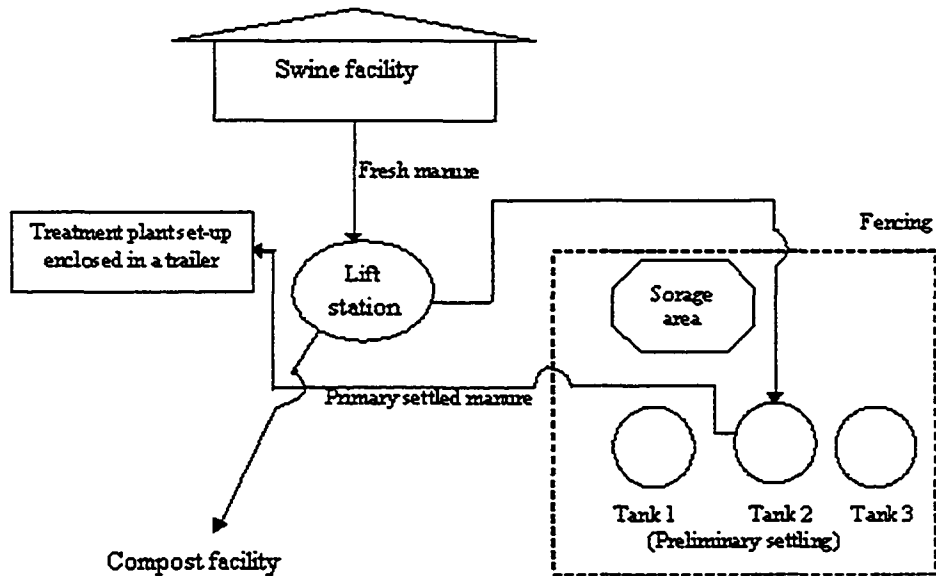 Swine facility
Fresh manure
Fencing
Treatment plant set-up
enclosed in a trailer
Lift
station
Sorage
area
Primary settled manure
Tank 1
Tank 2
Tank 3
(Preliminary settling)
Compost facility